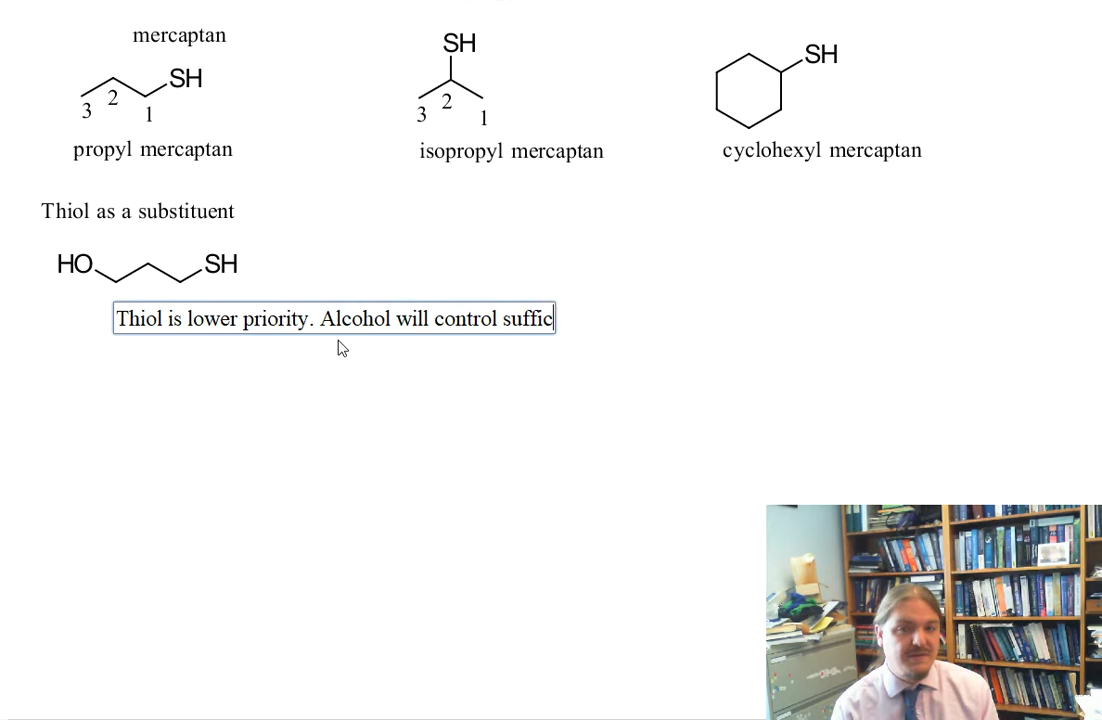 mercaptan
SH
SH
SH
3 2 1
3 2 1
propyl mercaptan
isopropyl mercaptan
cyclohexyl mercaptan
Thiol as a substituent
HO SH
Thiol is lower priority. Alcohol will control suffic